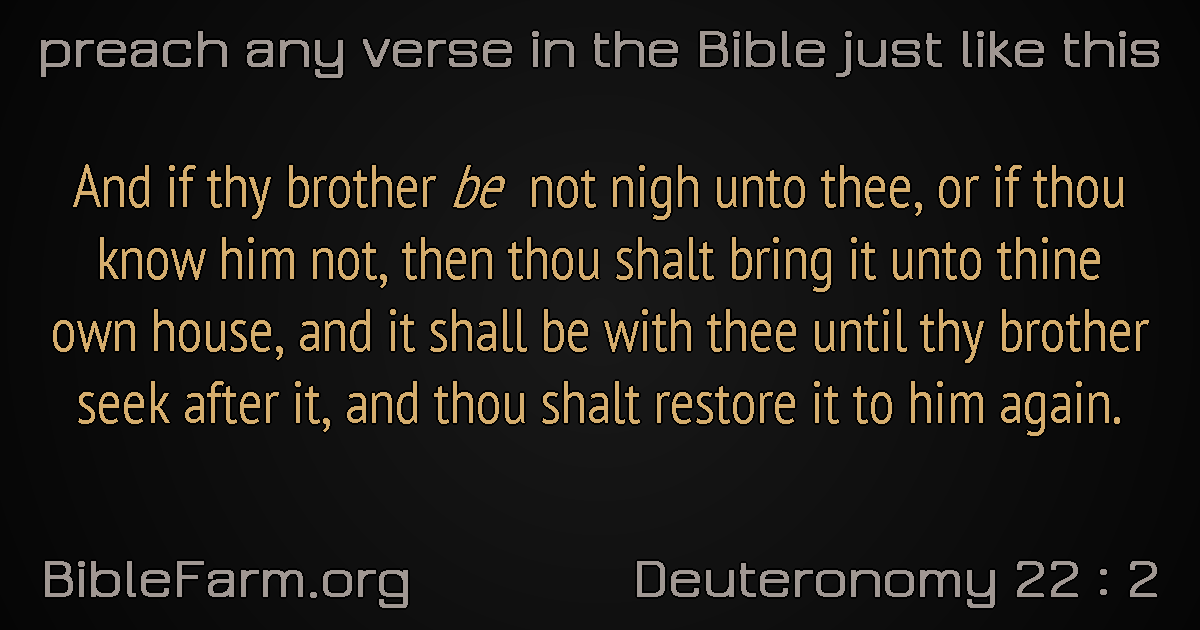 preach any verse in the Bible just like this
And if thy brother be not nigh unto thee, or if thou
know him not, then thou shalt bring it unto thine
own house, and it shall be with thee until thy brother
seek after it, and thou shalt restore it to him again.
BibleFarm.org
Deuteronomy 22 : 2